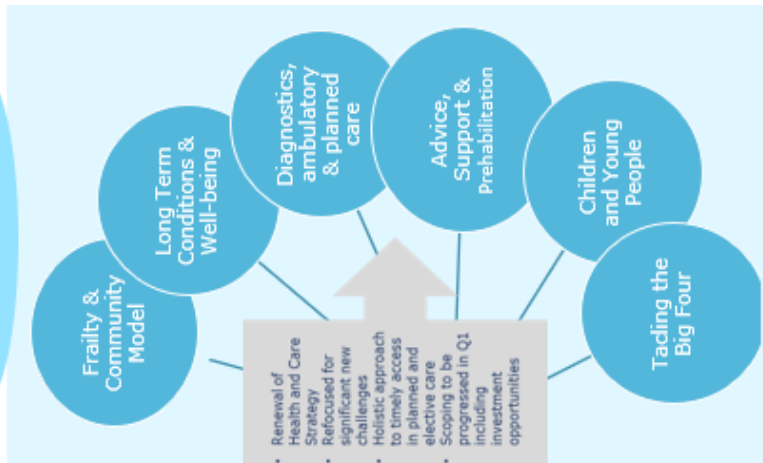 Frailty &
Community
Model
Long Term
Conditions &
Well-being
Diagnostics,
ambulatory
& planned
care
Advice,
Support &
Prehabilitation
Children
and Young
People
Tacling the
Big Four
• Renewal of
Health and Care
Strategy
• Refocused for
significant new
challenges
• Holistic approach
to timely access
in planned and
elective care
• Scoping to be
progressed in Q1
including
investment
opportunities